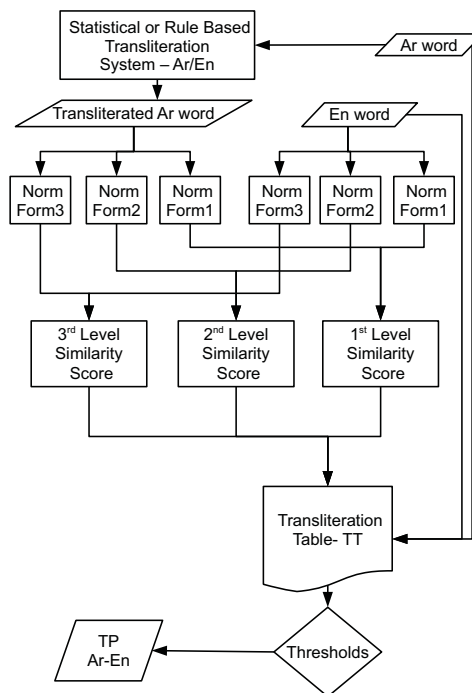 Statistical or Rule Based
Transliteration
System – Ar/En
Ar word
Transliterated Ar word
En word
Norm
Form3
Norm
Form2
Norm
Form1
Norm
Form3
Norm
Form2
Norm
Form1
3rd Level
Similarity
Score
2nd Level
Similarity
Score
1st Level
Similarity
Score
Transliteration
Table- TT
TP
Ar-En
Thresholds